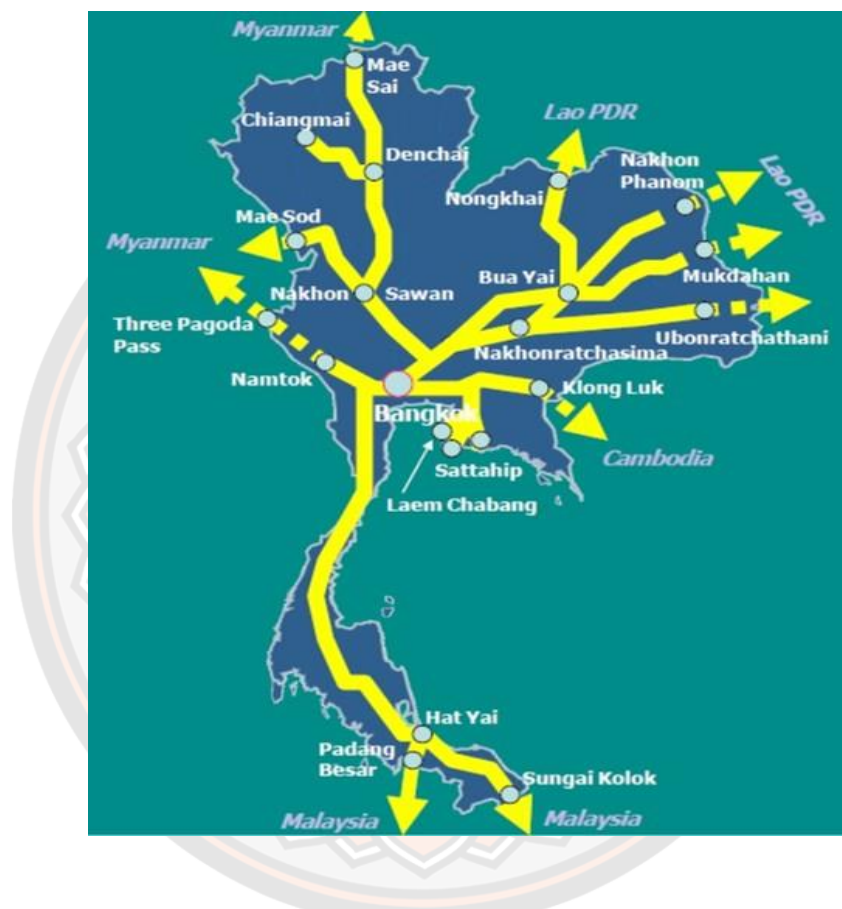 Myanmar
Mae
Sai
Chiangmai
Denchai
Lao PDR
Nakhon
Phanom
Lao PDR
Nongkhai
Mae Sod
Myanmar
Mukdahan
Bua Yai
Nakhon Sawan
Three Pagoda
Pass
Ubonratchathani
Nakhonratchasima
Namtok
Klong Luk
Bangkok
Cambodia
Sattahip
Laem Chabang
Hat Yai
Padang
Besar
Sungai Kolok
Malaysia
Malaysia